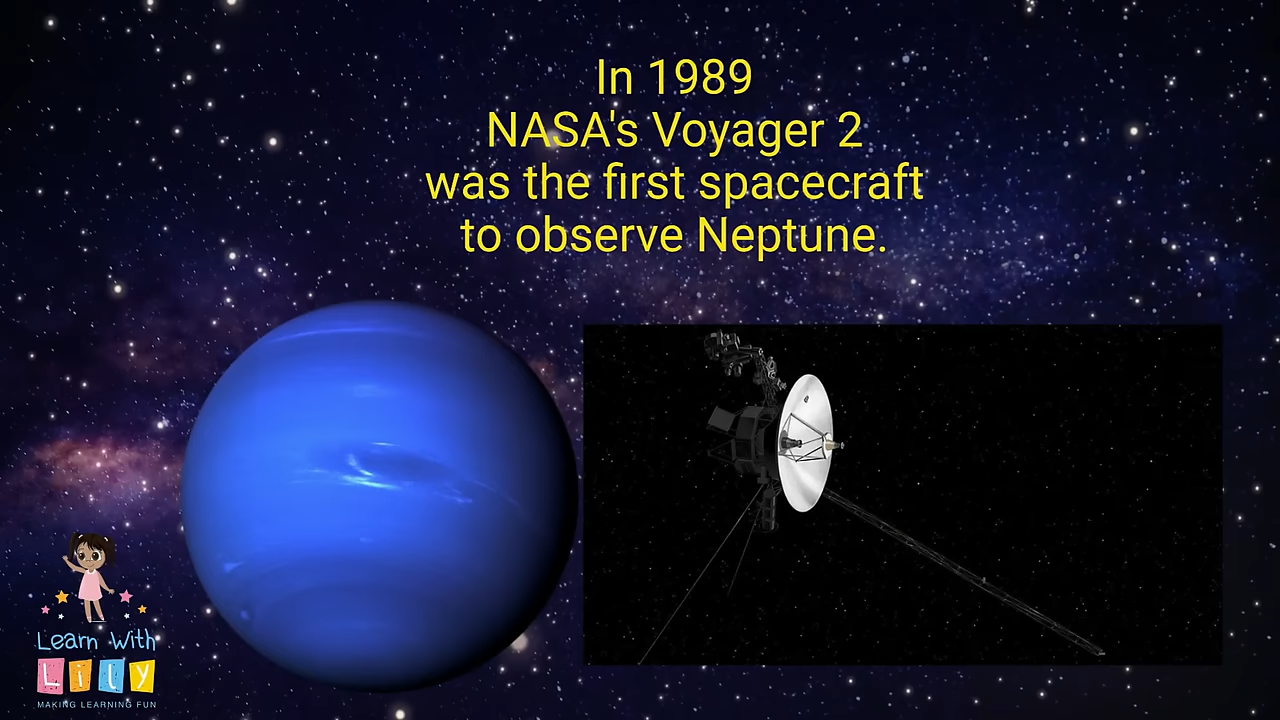 In 1989
NASA's Voyager 2
was the first spacecraft
to observe Neptune.
Learn With
Lily
MAKING LEARNING FUN